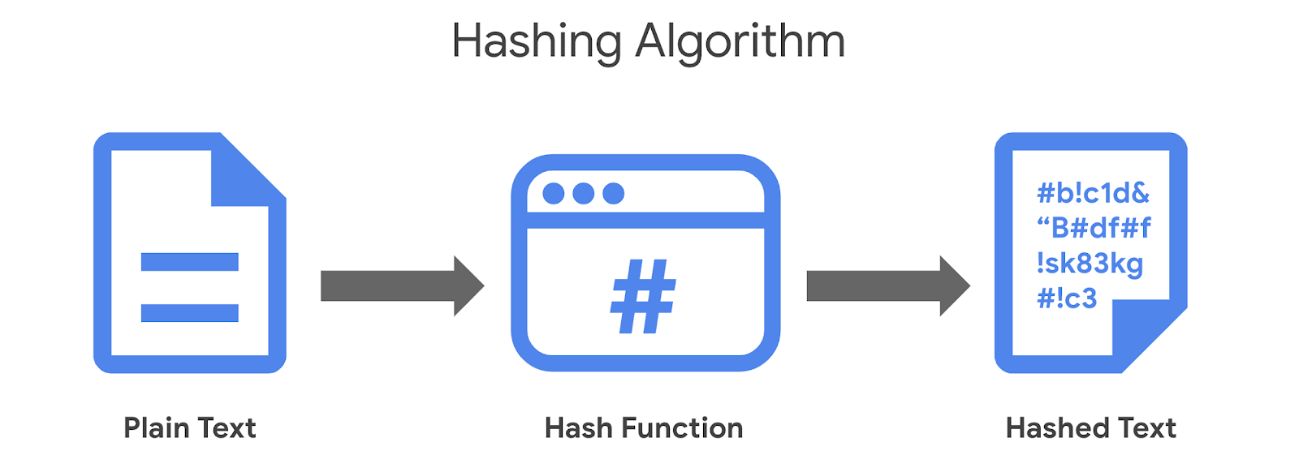 Hashing Algorithm
#
#b!c1d&
“B#df#f
!sk83kg
#!c3
Plain Text
Hash Function
Hashed Text